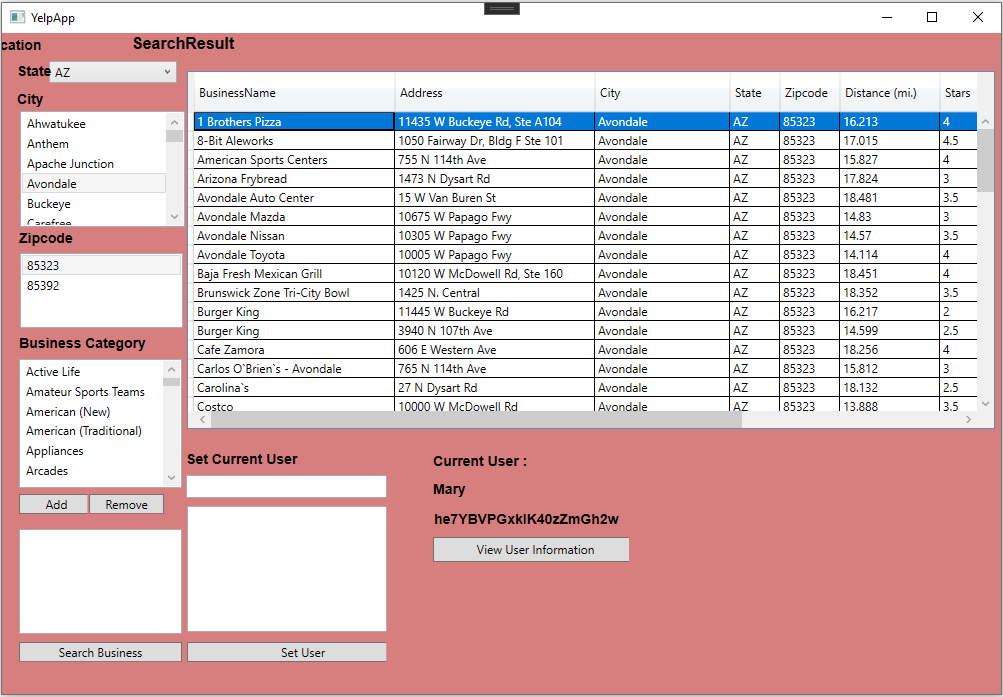 YelpApp
cation
SearchResult
State AZ
City
Ahwatukee
Anthem
Apache Junction
Avondale
Buckeye
Carefree
Zipcode
85323
85392
Business Category
Active Life
Amateur Sports Teams
American (New)
American (Traditional)
Appliances
Arcades
Add Remove
Search Business
BusinessName Address City State Zipcode Distance (mi.) Stars
1 Brothers Pizza 11435 W Buckeye Rd, Ste A104 Avondale AZ 85323 16.213 4
8-Bit Aleworks 1050 Fairway Dr, Bldg F Ste 101 Avondale AZ 85323 17.015 4.5
American Sports Centers 755 N 114th Ave Avondale AZ 85323 15.827 4
Arizona Frybread 1473 N Dysart Rd Avondale AZ 85323 17.824 3
Avondale Auto Center 15 W Van Buren St Avondale AZ 85323 18.481 3.5
Avondale Mazda 10675 W Papago Fwy Avondale AZ 85323 14.83 3
Avondale Nissan 10305 W Papago Fwy Avondale AZ 85323 14.57 3.5
Avondale Toyota 10005 W Papago Fwy Avondale AZ 85323 14.114 4
Baja Fresh Mexican Grill 10120 W McDowell Rd, Ste 160 Avondale AZ 85323 18.451 4
Brunswick Zone Tri-City Bowl 1425 N. Central Avondale AZ 85323 18.352 3.5
Burger King 11445 W Buckeye Rd Avondale AZ 85323 16.217 2
Burger King 3940 N 107th Ave Avondale AZ 85323 14.599 2.5
Cafe Zamora 606 E Western Ave Avondale AZ 85323 18.256 4
Carlos O`Brien`s - Avondale 765 N 114th Ave Avondale AZ 85323 15.812 3
Carolina`s 27 N Dysart Rd Avondale AZ 85323 18.132 2.5
Costco 10000 W McDowell Rd Avondale AZ 85323 13.888 3.5
Set Current User
Set User
Current User :
Mary
he7YBVPGxklK40zZmGh2w
View User Information